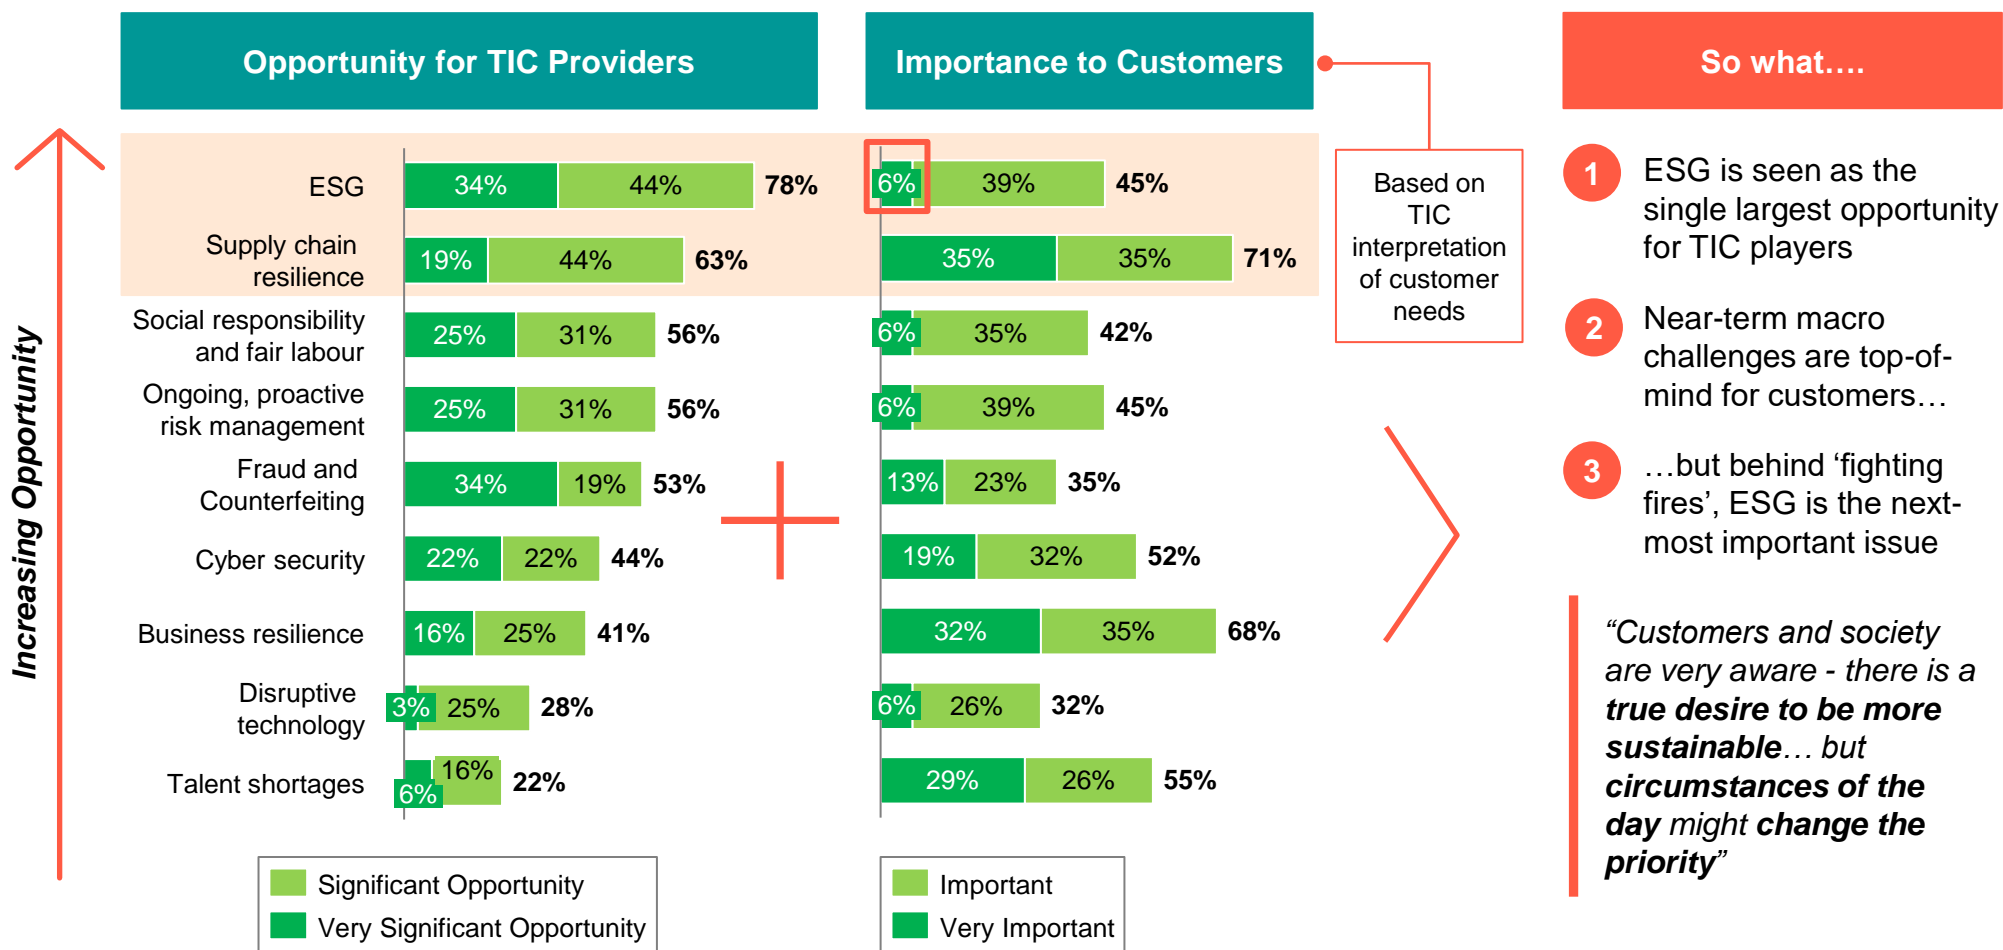 Opportunity for TIC Providers
Importance to Customers
So what....
Increasing Opportunity
ESG
34%
44%
78%
6%
39%
45%
Supply chain
resilience
19%
44%
63%
35%
35%
71%
Social responsibility
and fair labour
25%
31%
56%
6%
35%
42%
Ongoing, proactive
risk management
25%
31%
56%
6%
39%
45%
Fraud and
Counterfeiting
34%
19%
53%
13%
23%
35%
Cyber security
22%
22%
44%
19%
32%
52%
Business resilience
16%
25%
41%
32%
35%
68%
Disruptive
technology
3%
25%
28%
6%
26%
32%
Talent shortages
6%
16%
22%
29%
26%
55%
Significant Opportunity
Very Significant Opportunity
Important
Very Important
Based on
TIC
interpretation
of customer
needs
1
ESG is seen as the
single largest opportunity
for TIC players
2
Near-term macro
challenges are top-of-
mind for customers…
3
…but behind ‘fighting
fires’, ESG is the next-
most important issue
“Customers and society
are very aware - there is a
true desire to be more
sustainable… but
circumstances of the
day might change the
priority”